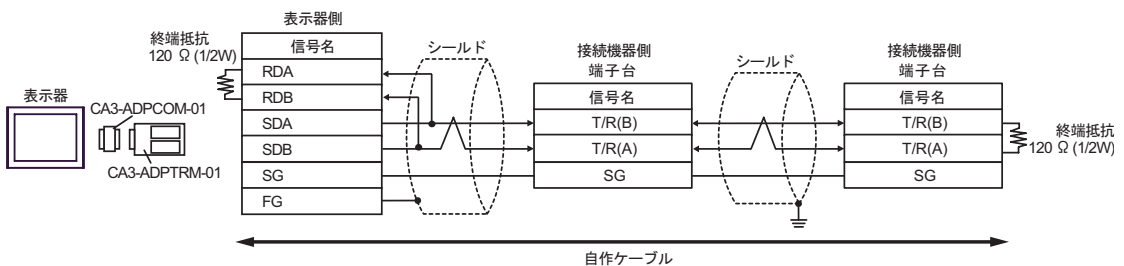 表示器側
終端抵抗
120 Ω (1/2W)
信号名
RDA
RDB
SDA
SDB
SG
FG
表示器
CA3-ADPCOM-01
CA3-ADPTRM-01
シールド
接続機器側
端子台
信号名
T/R(B)
T/R(A)
SG
シールド
接続機器側
端子台
信号名
T/R(B)
T/R(A)
SG
終端抵抗
120 Ω (1/2W)
自作ケーブル